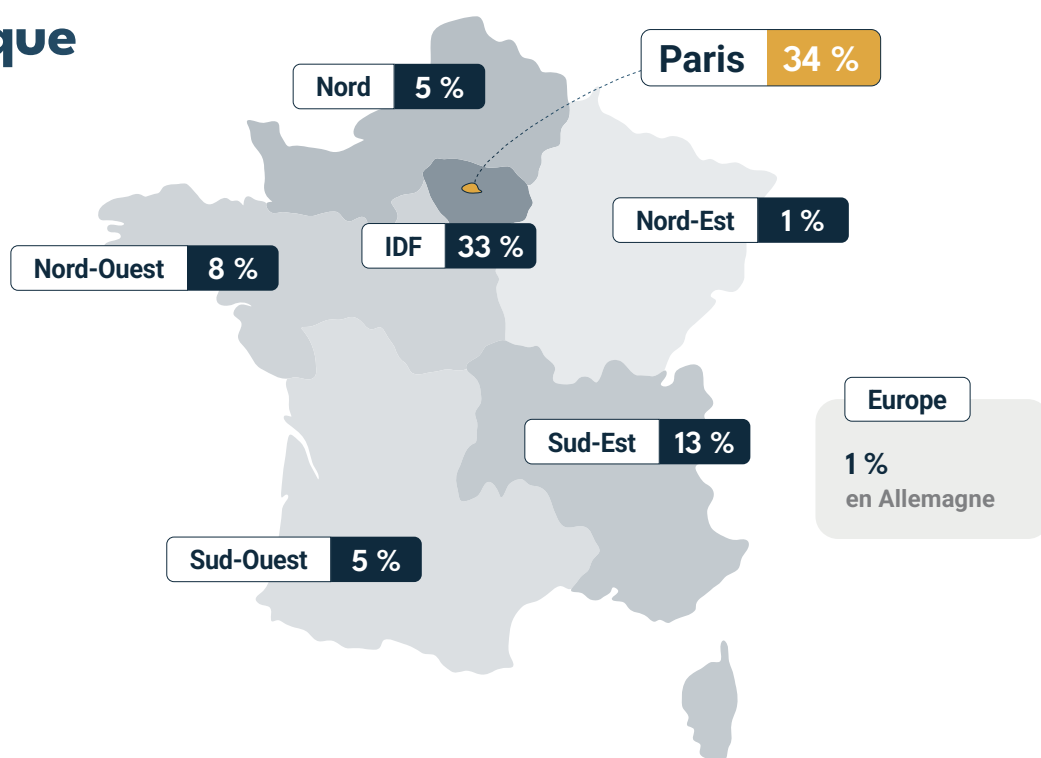 que
Paris 34 %
Nord 5 %
Nord-Est 1 %
IDF 33 %
Nord-Ouest 8 %
Europe
Sud-Est 13 %
1 %
en Allemagne
Sud-Ouest 5 %